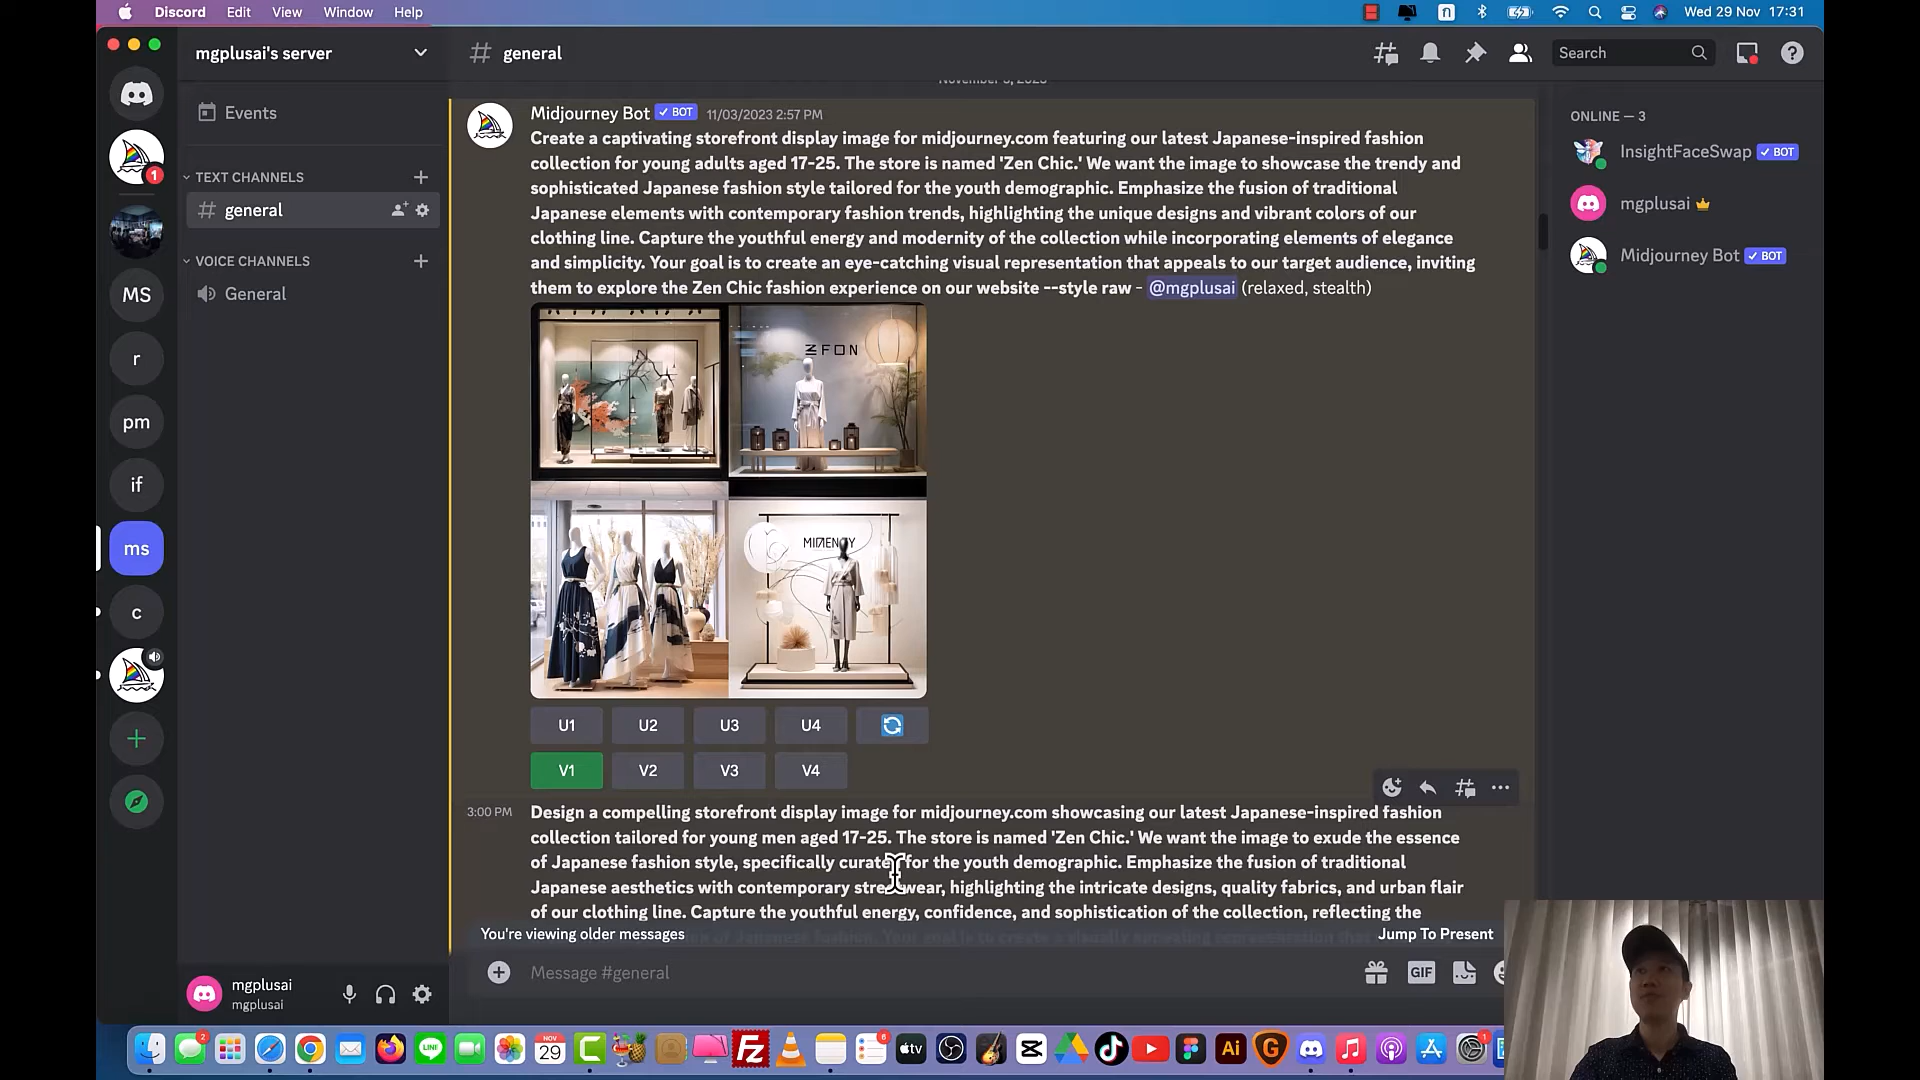 Discord Edit View Window Help
Wed 29 Nov 17:31
mgplusai's server
general
Search
Events
TEXT CHANNELS
general
VOICE CHANNELS
General
1
MS
r
pm
if
ms
c
Midjourney Bot BOT 11/03/2023 2:57 PM
Create a captivating storefront display image for midjourney.com featuring our latest Japanese-inspired fashion
collection for young adults aged 17-25. The store is named 'Zen Chic.' We want the image to showcase the trendy and
sophisticated Japanese fashion style tailored for the youth demographic. Emphasize the fusion of traditional
Japanese elements with contemporary fashion trends, highlighting the unique designs and vibrant colors of our
clothing line. Capture the youthful energy and modernity of the collection while incorporating elements of elegance
and simplicity. Your goal is to create an eye-catching visual representation that appeals to our target audience, inviting
them to explore the Zen Chic fashion experience on our website --style raw - @mgplusai (relaxed, stealth)
U1 U2 U3 U4
V1 V2 V3 V4
3:00 PM
Design a compelling storefront display image for midjourney.com showcasing our latest Japanese-inspired fashion
collection tailored for young men aged 17-25. The store is named 'Zen Chic.' We want the image to exude the essence
of Japanese fashion style, specifically curated for the youth demographic. Emphasize the fusion of traditional
Japanese aesthetics with contemporary streetwear, highlighting the intricate designs, quality fabrics, and urban flair
of our clothing line. Capture the youthful energy, confidence, and sophistication of the collection, reflecting the
You're viewing older messages
Jump To Present
Message #general
GIF
ONLINE — 3
InsightFaceSwap BOT
mgplusai
Midjourney Bot BOT
mgplusai
mgplusai
2
NOV
29
6
tv
Ai
1